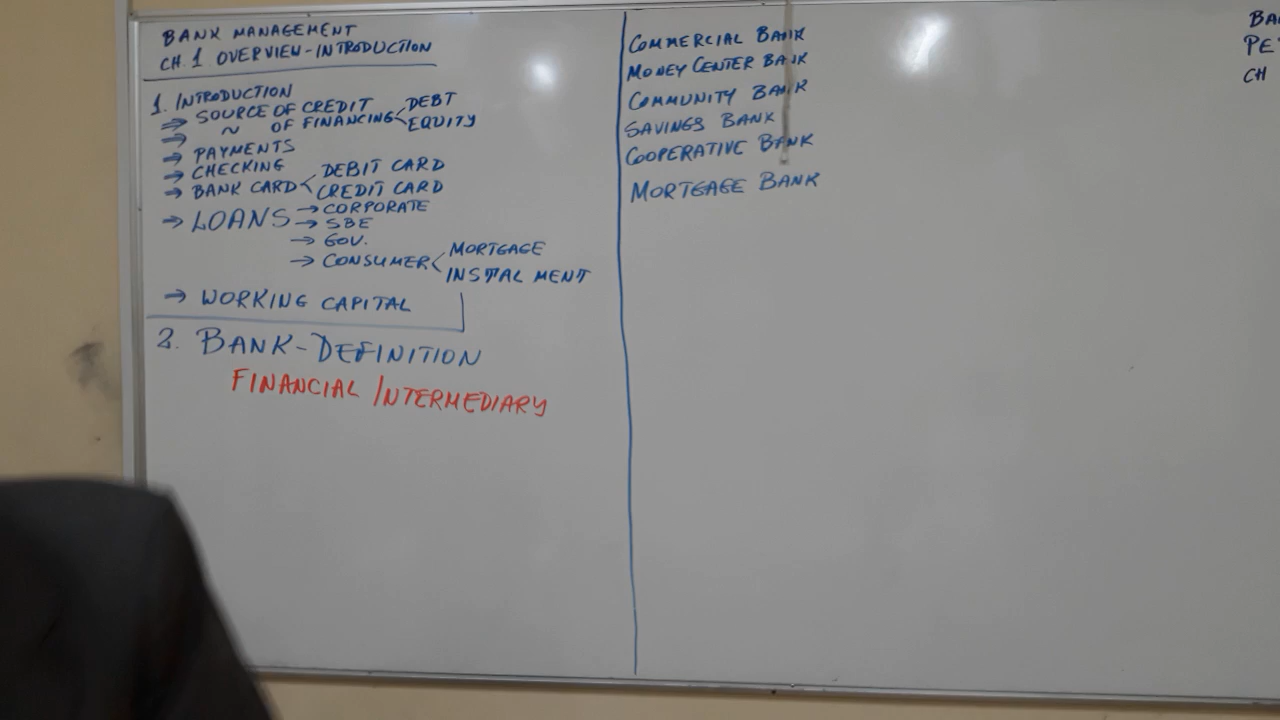 BANK MANAGEMENT
CH. 1 OVERVIEW-INTRODUCTION
1. INTRODUCTION
⇒ SOURCE OF CREDIT
⇒ ~ OF FINANCING < DEBT
EQUITY
⇒ PAYMENTS
⇒ CHECKING
⇒ BANK CARD < DEBIT CARD
CREDIT CARD
⇒ LOANS → CORPORATE
→ SBE
→ GOV.
→ CONSUMER < MORTGAGE
INSTALMENT
⇒ WORKING CAPITAL
2. BANK-DEFINITION
FINANCIAL INTERMEDIARY
COMMERCIAL BANK
MONEY CENTER BANK
COMMUNITY BANK
SAVINGS BANK
COOPERATIVE BANK
MORTGAGE BANK
BA
PE
CH